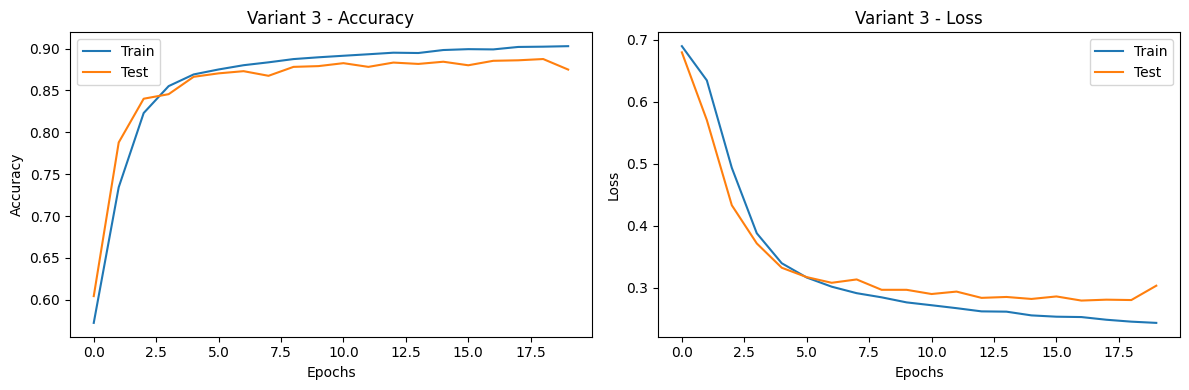 Variant 3 - Accuracy
Train
Test
0.90
0.85
0.80
0.75
0.70
0.65
0.60
Accuracy
0.0 2.5 5.0 7.5 10.0 12.5 15.0 17.5
Epochs
Variant 3 - Loss
Train
Test
0.7
0.6
0.5
0.4
0.3
Loss
0.0 2.5 5.0 7.5 10.0 12.5 15.0 17.5
Epochs